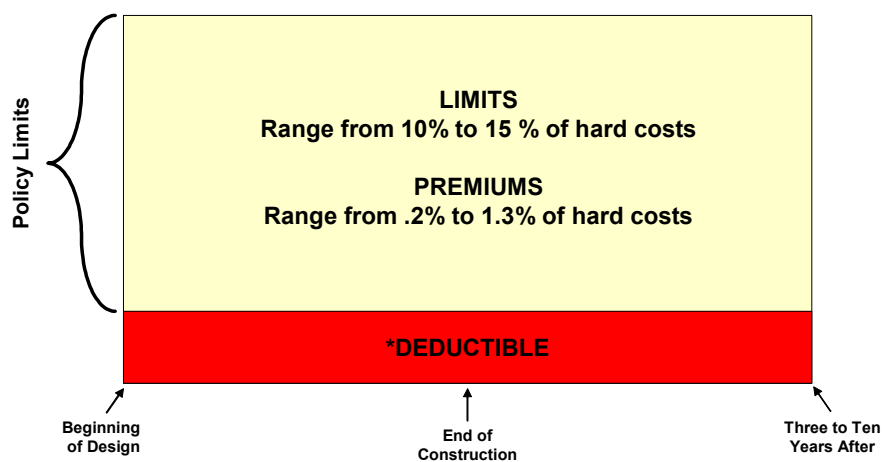 Policy Limits
LIMITS
Range from 10% to 15 % of hard costs
PREMIUMS
Range from .2% to 1.3% of hard costs
*DEDUCTIBLE
Beginning
of Design
End of
Construction
Three to Ten
Years After